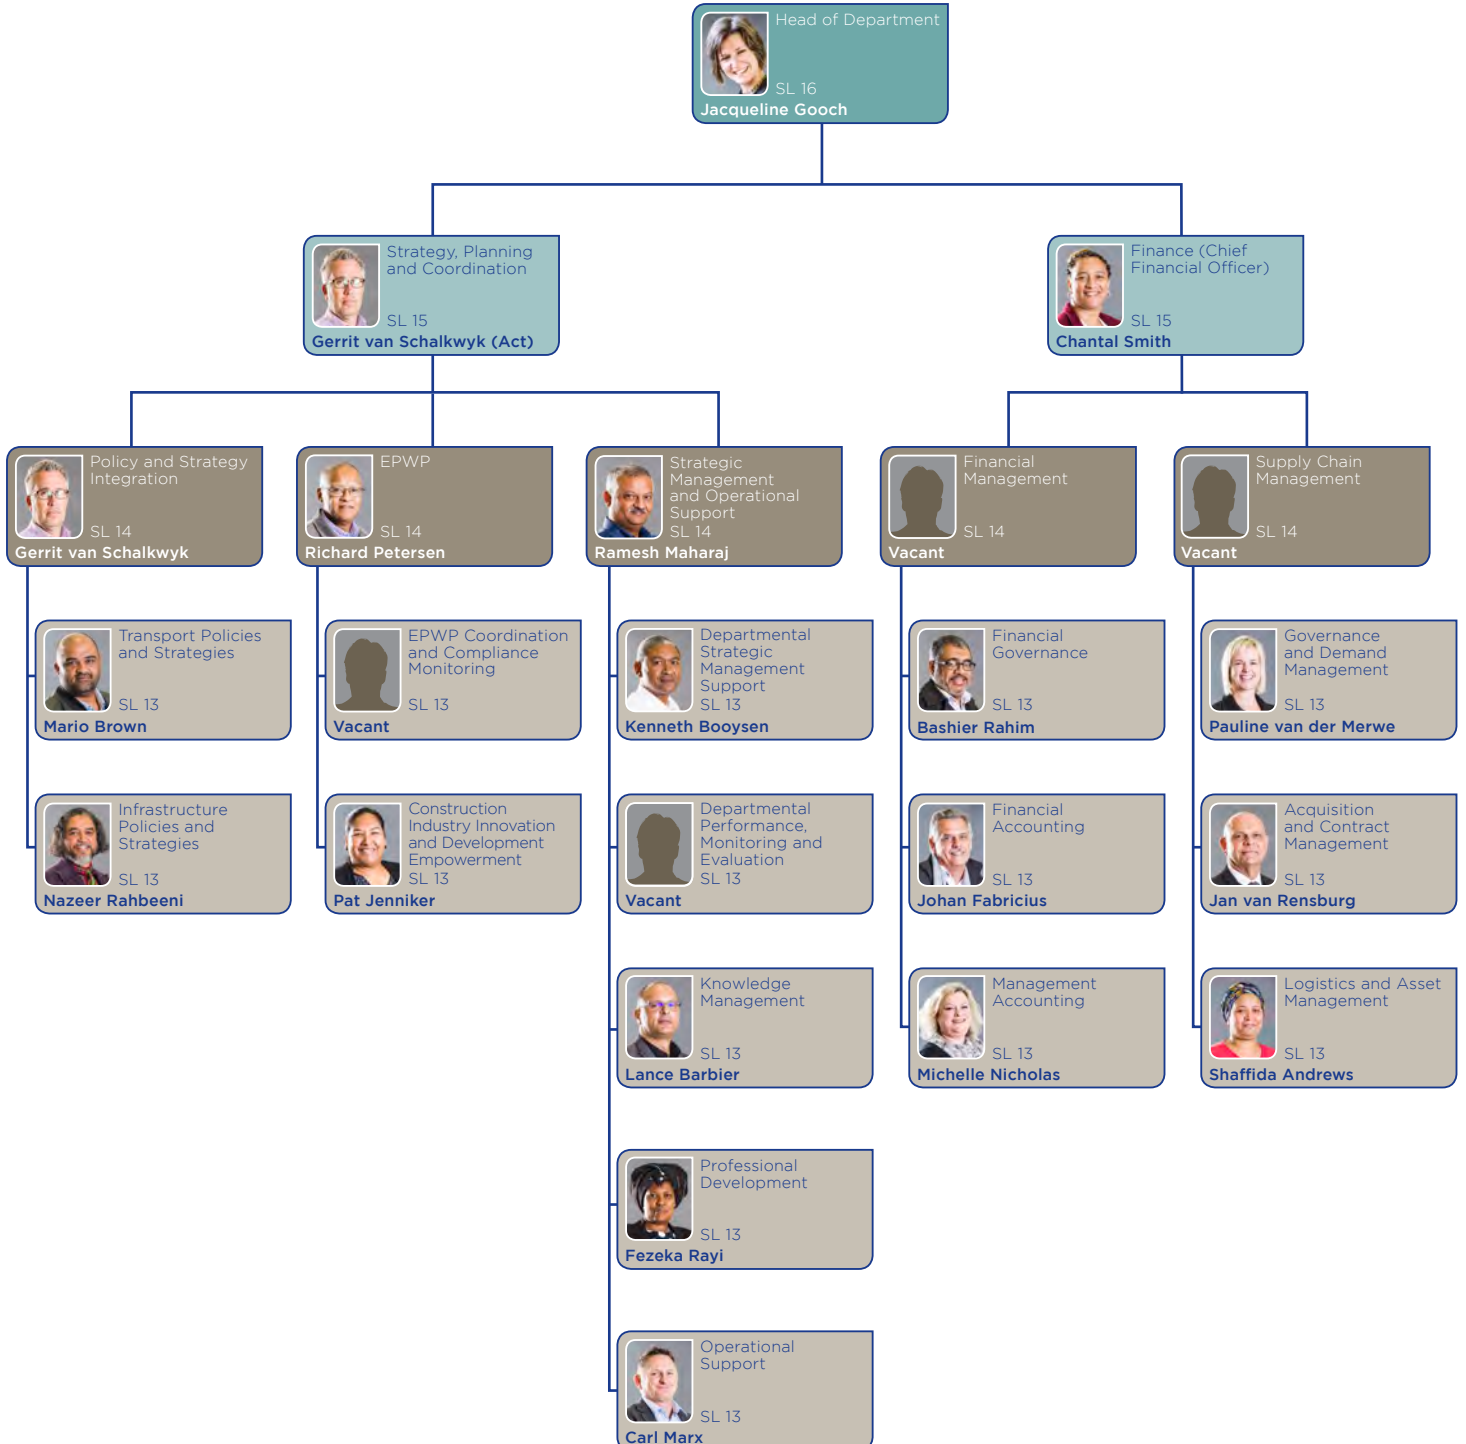 Head of Department
SL 16
Jacqueline Gooch
Strategy, Planning
and Coordination
SL 15
Gerrit van Schalkwyk (Act)
Finance (Chief
Financial Officer)
SL 15
Chantal Smith
Policy and Strategy
Integration
SL 14
Gerrit van Schalkwyk
EPWP
SL 14
Richard Petersen
Strategic
Management
and Operational
Support
SL 14
Ramesh Maharaj
Financial
Management
SL 14
Vacant
Supply Chain
Management
SL 14
Vacant
Transport Policies
and Strategies
SL 13
Mario Brown
EPWP Coordination
and Compliance
Monitoring
SL 13
Vacant
Departmental
Strategic
Management
Support
SL 13
Kenneth Booysen
Financial
Governance
SL 13
Bashier Rahim
Governance
and Demand
Management
SL 13
Pauline van der Merwe
Infrastructure
Policies and
Strategies
SL 13
Nazeer Rahbeeni
Construction
Industry Innovation
and Development
Empowerment
SL 13
Pat Jenniker
Departmental
Performance,
Monitoring and
Evaluation
SL 13
Vacant
Financial
Accounting
SL 13
Johan Fabricius
Acquisition
and Contract
Management
SL 13
Jan van Rensburg
Knowledge
Management
SL 13
Lance Barbier
Management
Accounting
SL 13
Michelle Nicholas
Logistics and Asset
Management
SL 13
Shaffida Andrews
Professional
Development
SL 13
Fezeka Rayi
Operational
Support
SL 13
Carl Marx